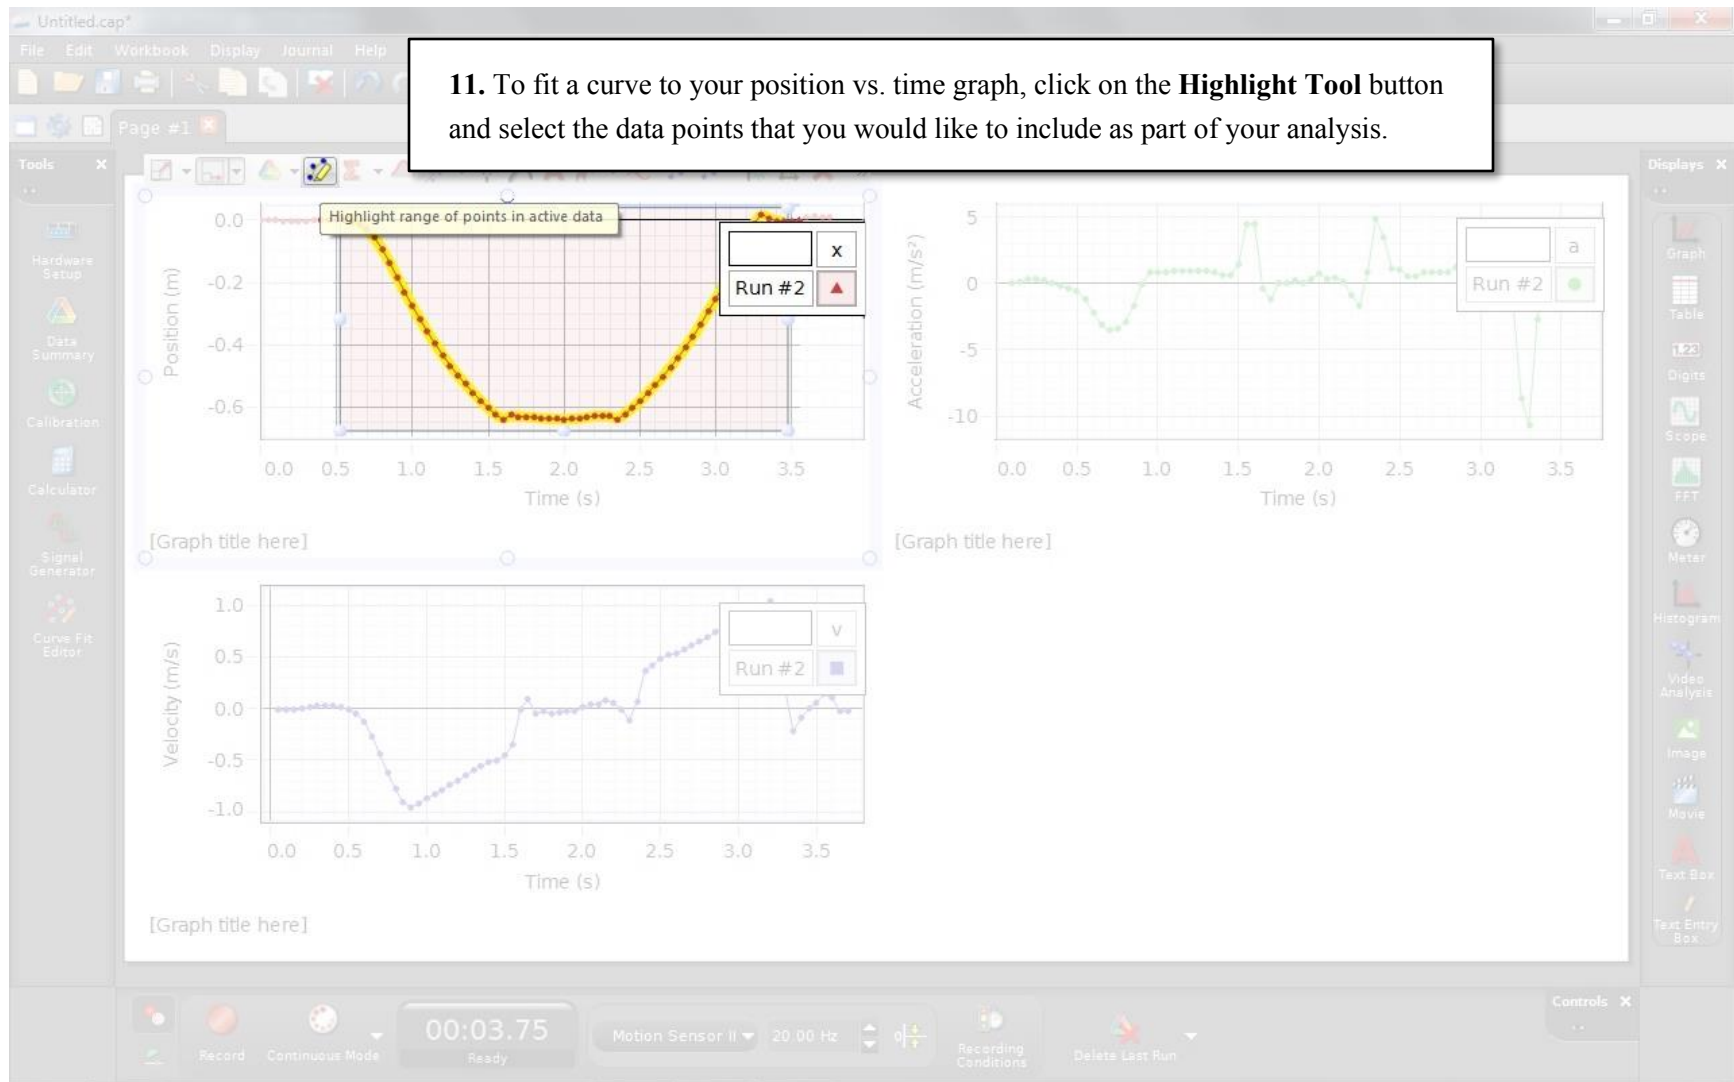 Untitled.cap*
File Edit Workbook Display Journal Help
11. To fit a curve to your position vs. time graph, click on the Highlight Tool button
and select the data points that you would like to include as part of your analysis.
Page #1
Tools
Displays
Highlight range of points in active data
Hardware
Setup
Data
Summary
Calibration
Calculator
Signal
Generator
Curve Fit
Editor
0.0
-0.2
-0.4
-0.6
Position (m)
x
Run #2
0.0 0.5 1.0 1.5 2.0 2.5 3.0 3.5
Time (s)
[Graph title here]
5
0
-5
-10
Acceleration (m/s²)
a
Run #2
0.0 0.5 1.0 1.5 2.0 2.5 3.0 3.5
Time (s)
[Graph title here]
1.0
0.5
0.0
-0.5
-1.0
Velocity (m/s)
v
Run #2
0.0 0.5 1.0 1.5 2.0 2.5 3.0 3.5
Time (s)
[Graph title here]
Graph
Table
1.23
Digits
Scope
FFT
Meter
Histogram
Video
Analysis
Image
Movie
Text Box
Text Entry
Box
Record
Continuous Mode
00:03.75
Ready
Motion Sensor II
20.00 Hz
Recording
Conditions
Delete Last Run
Controls